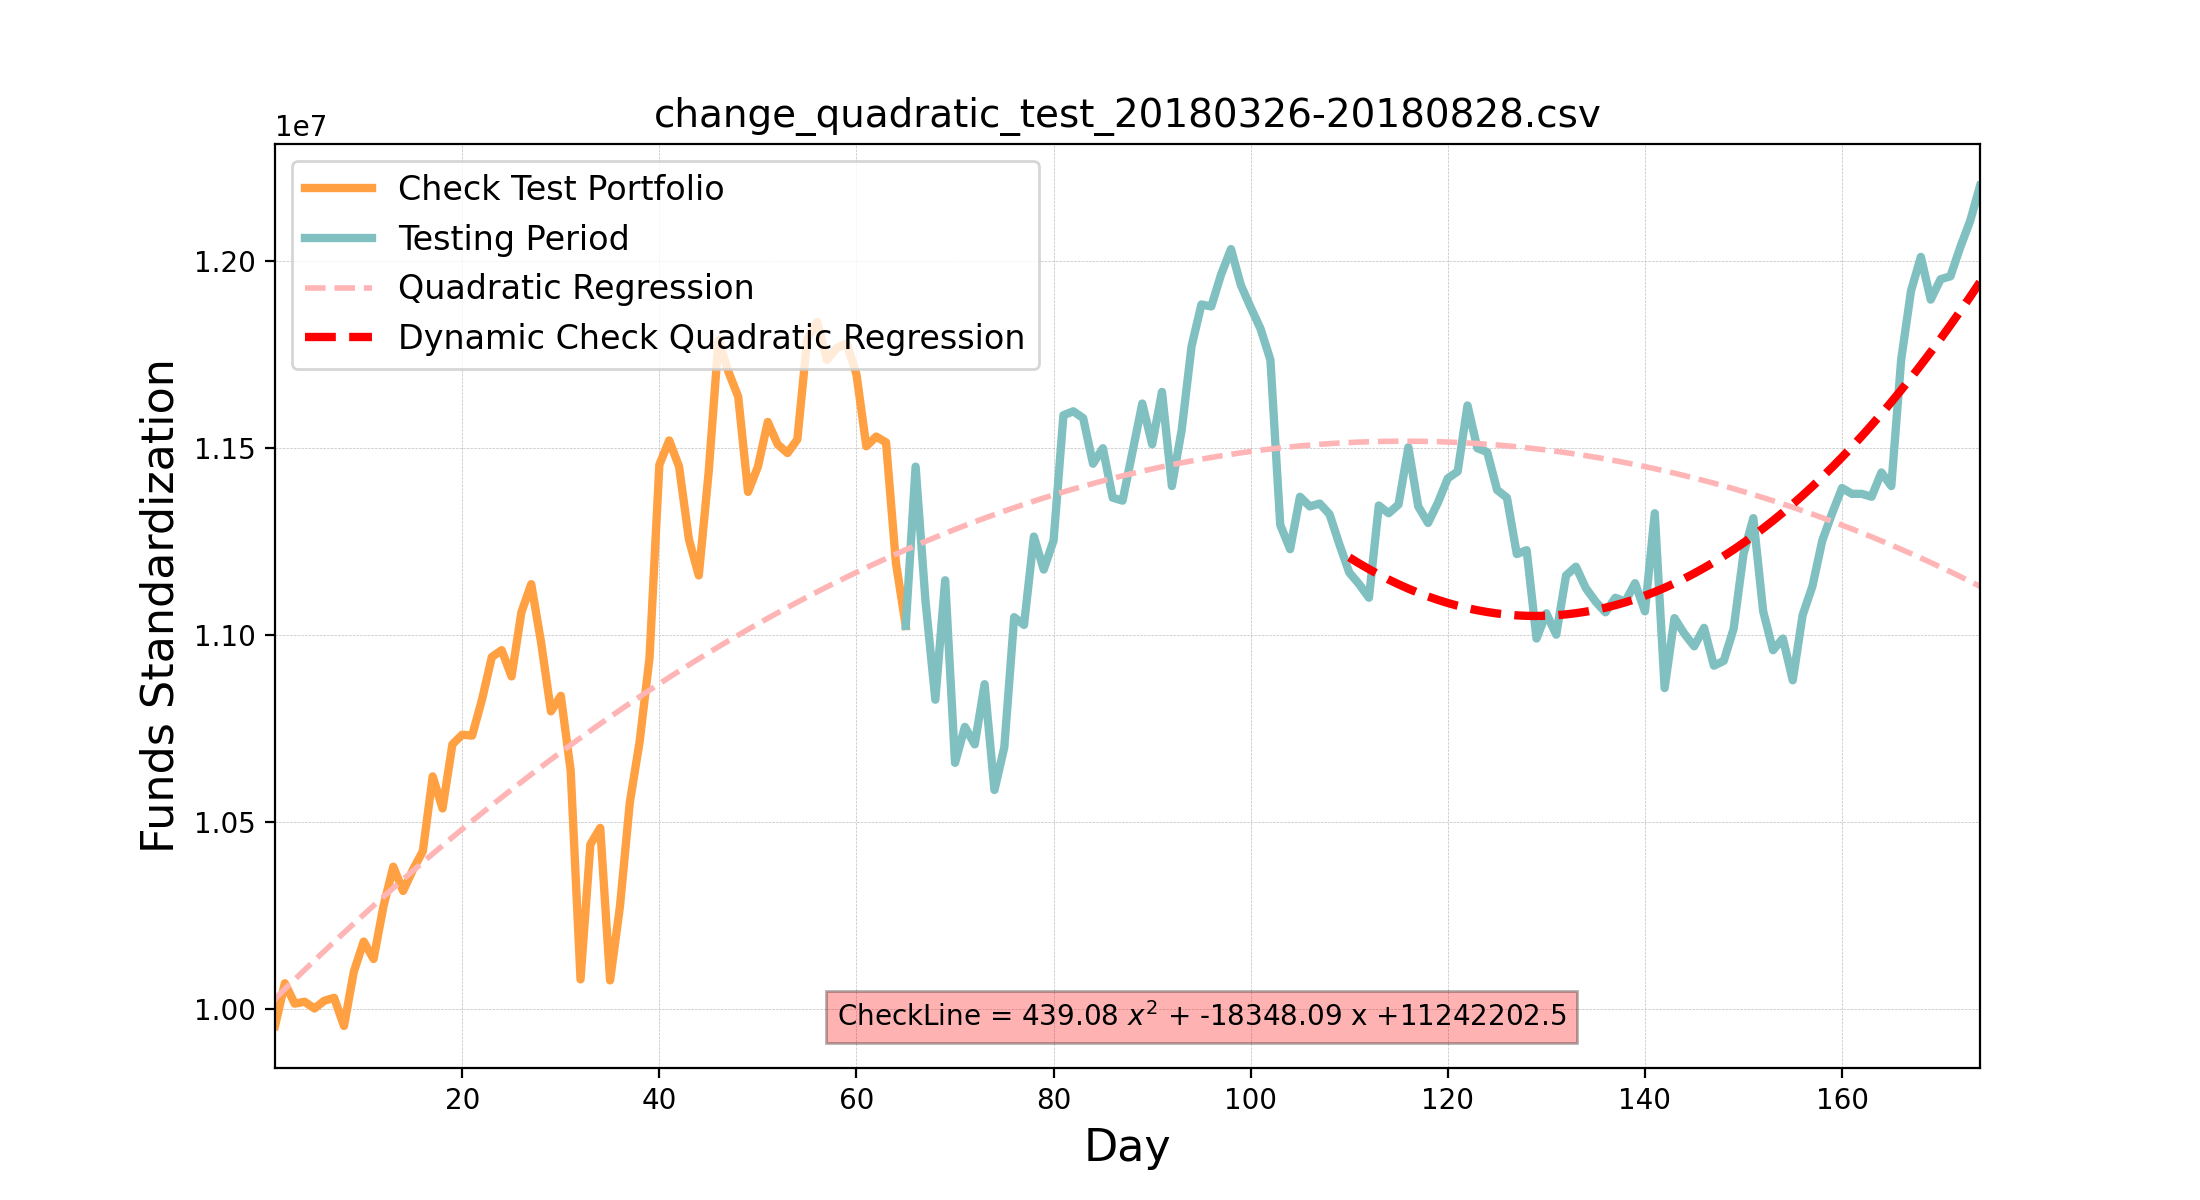 change_quadratic_test_20180326-20180828.csv
1e7
Check Test Portfolio
Testing Period
Quadratic Regression
Dynamic Check Quadratic Regression
Funds Standardization
1.20
1.15
1.10
1.05
1.00
CheckLine = 439.08 x² + -18348.09 x +11242202.5
20 40 60 80 100 120 140 160
Day